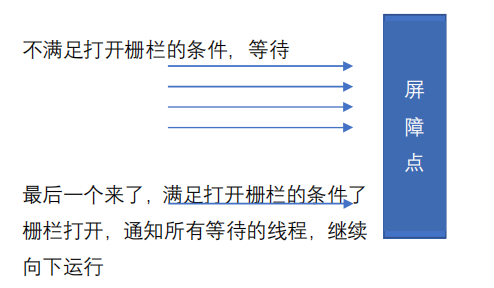 不满足打开栅栏的条件，等待
屏
障
点
最后一个来了，满足打开栅栏的条件了
栅栏打开，通知所有等待的线程，继续
向下运行